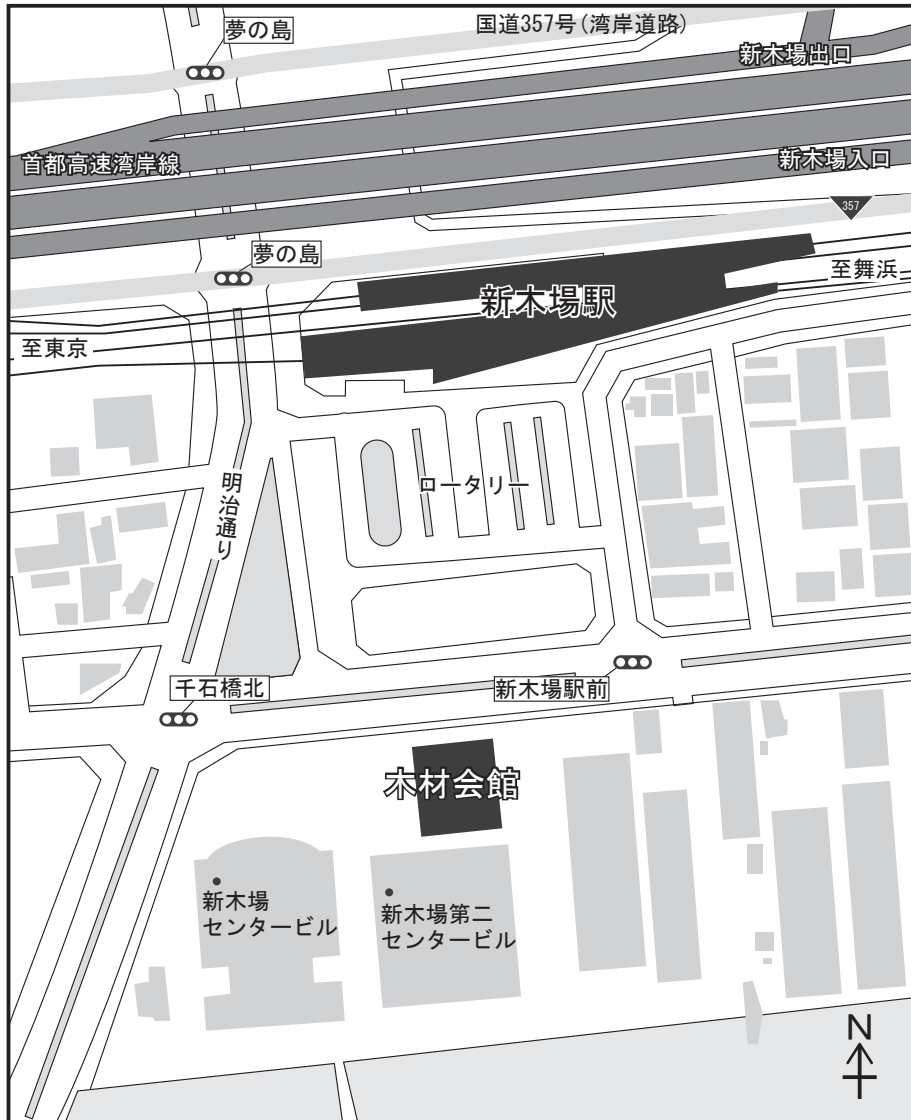 国道357号(湾岸道路)
夢の島
新木場出口
首都高速湾岸線
新木場入口
357
夢の島
至舞浜
新木場駅
至東京
ロータリー
明治通り
千石橋北
新木場駅前
木材会館
新木場
センタービル
新木場第二
センタービル
N